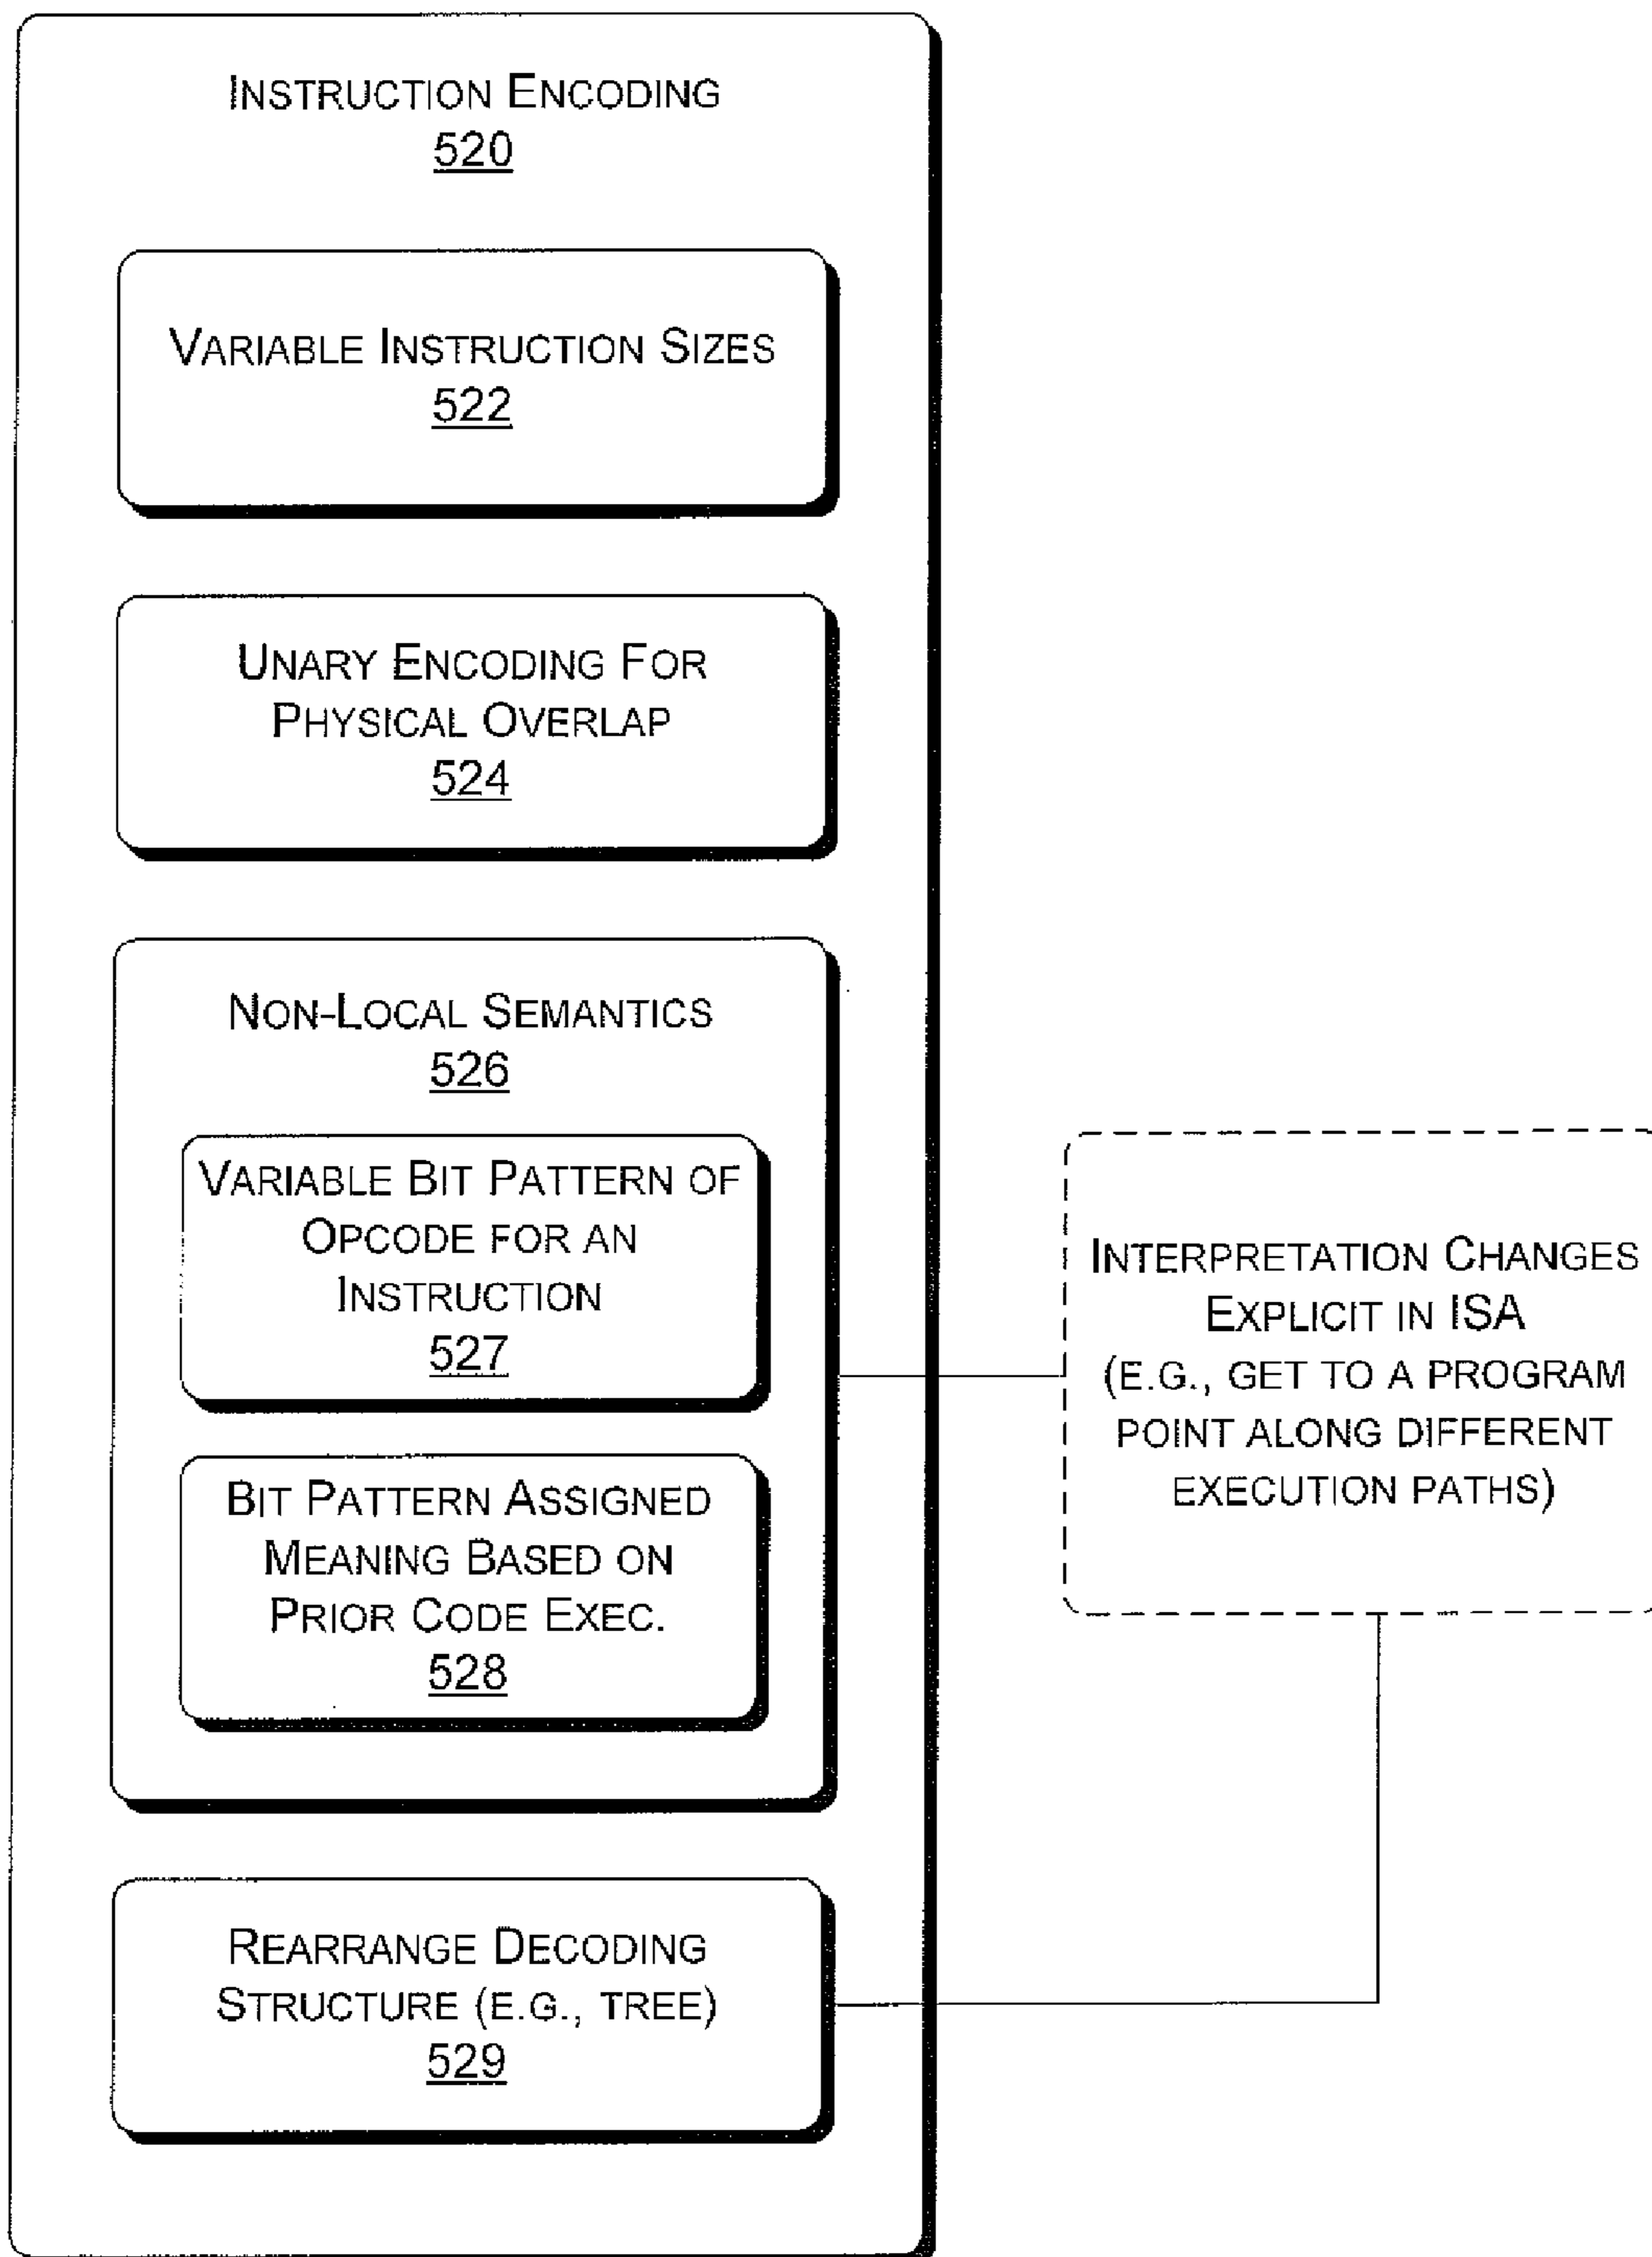 INSTRUCTION ENCODING
520
VARIABLE INSTRUCTION SIZES
522
UNARY ENCODING FOR
PHYSICAL OVERLAP
524
NON-LOCAL SEMANTICS
526
VARIABLE BIT PATTERN OF
OPCODE FOR AN
INSTRUCTION
527
BIT PATTERN ASSIGNED
MEANING BASED ON
PRIOR CODE EXEC.
528
REARRANGE DECODING
STRUCTURE (E.G., TREE)
529
INTERPRETATION CHANGES
EXPLICIT IN ISA
(E.G., GET TO A PROGRAM
POINT ALONG DIFFERENT
EXECUTION PATHS)